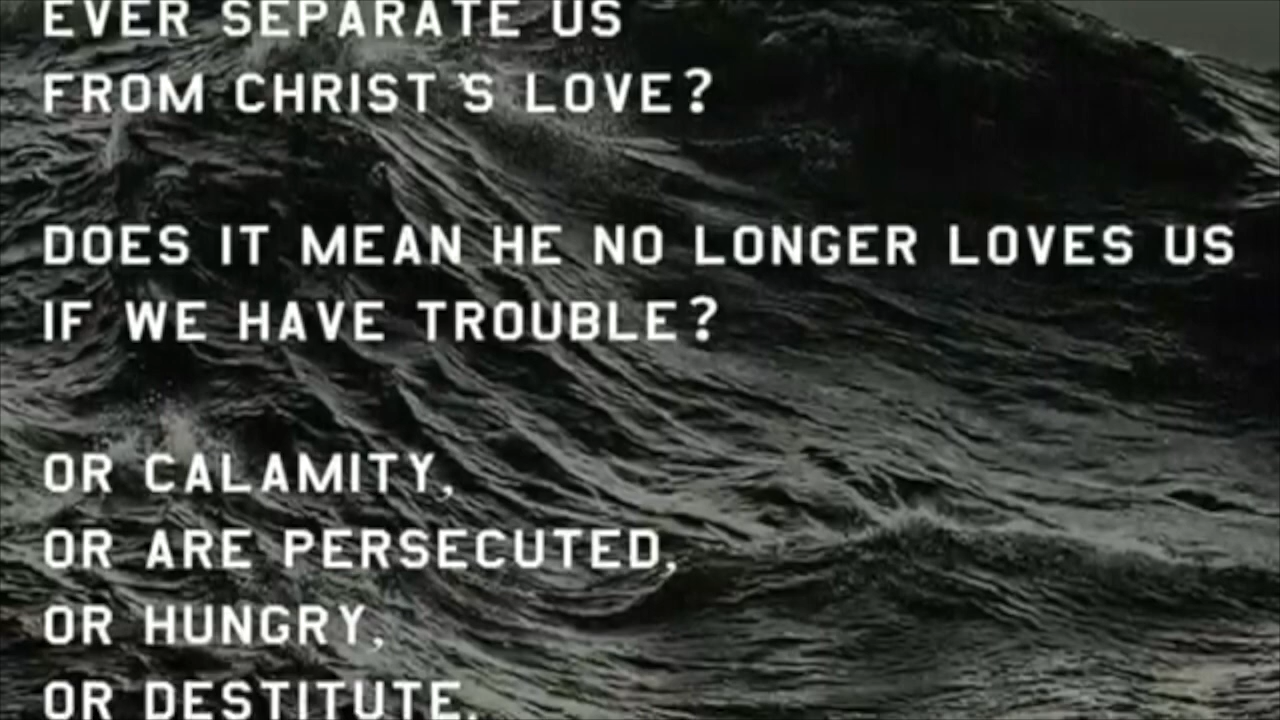 EVER SEPARATE US
FROM CHRIST'S LOVE?
DOES IT MEAN HE NO LONGER LOVES US
IF WE HAVE TROUBLE?
OR CALAMITY,
OR ARE PERSECUTED,
OR HUNGRY,
OR DESTITUTE,